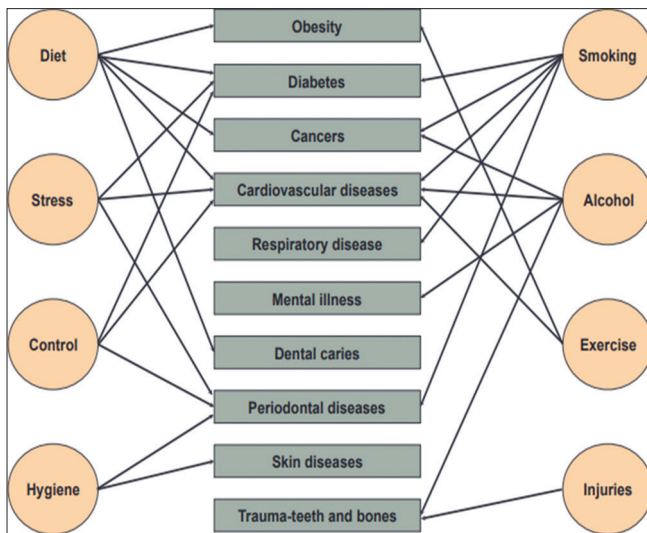 Diet
Stress
Control
Hygiene
Obesity
Diabetes
Cancers
Cardiovascular diseases
Respiratory disease
Mental illness
Dental caries
Periodontal diseases
Skin diseases
Trauma-teeth and bones
Smoking
Alcohol
Exercise
Injuries